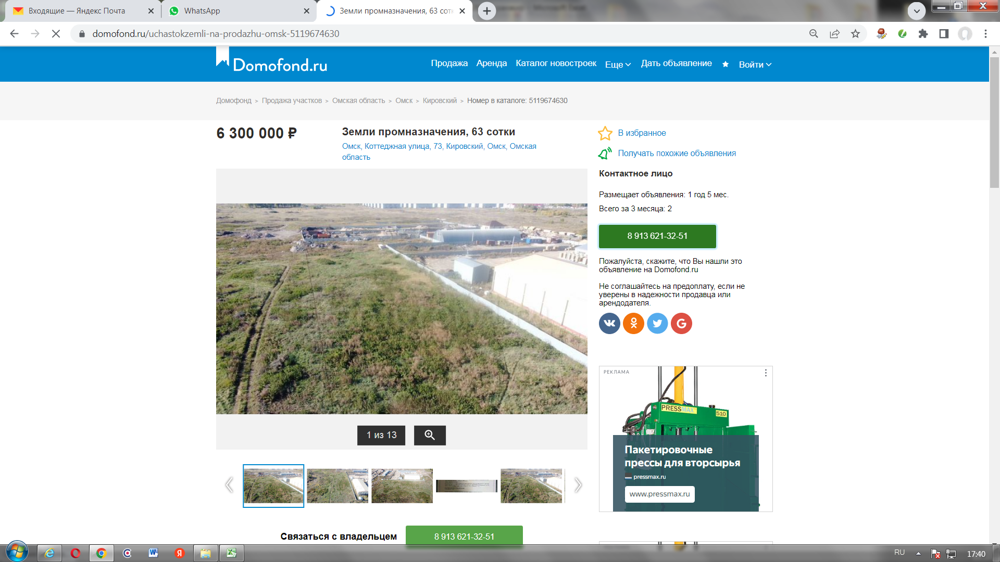 Входящие — Яндекс Почта
WhatsApp
Земли промназначения, 63 сот
domofond.ru/uchastokzemli-na-prodazhu-omsk-5119674630
Domofond.ru
Продажа Аренда Каталог новостроек Еще Дать объявление Войти
Домофонд > Продажа участков > Омская область > Омск > Кировский > Номер в каталоге: 5119674630
6 300 000 ₽
Земли промназначения, 63 сотки
Омск, Коттеджная улица, 73, Кировский, Омск, Омская
область
В избранное
Получать похожие объявления
Контактное лицо
Размещает объявления: 1 год 5 мес.
Всего за 3 месяца: 2
8 913 621-32-51
Пожалуйста, скажите, что Вы нашли это
объявление на Domofond.ru
Не соглашайтесь на предоплату, если не
уверены в надежности продавца или
арендодателя.
1 из 13
РЕКЛАМА
PRESSMAX
510
Пакетировочные
прессы для вторсырья
pressmax.ru
www.pressmax.ru
Связаться с владельцем
8 913 621-32-51
RU
17:40